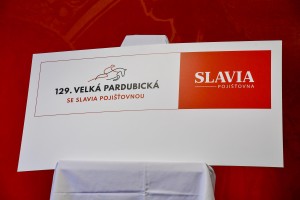 129. VELKÁ PARDUBICKÁ
SE SLAVIA POJIŠŤOVNOU
SLAVIA
POJIŠŤOVNA